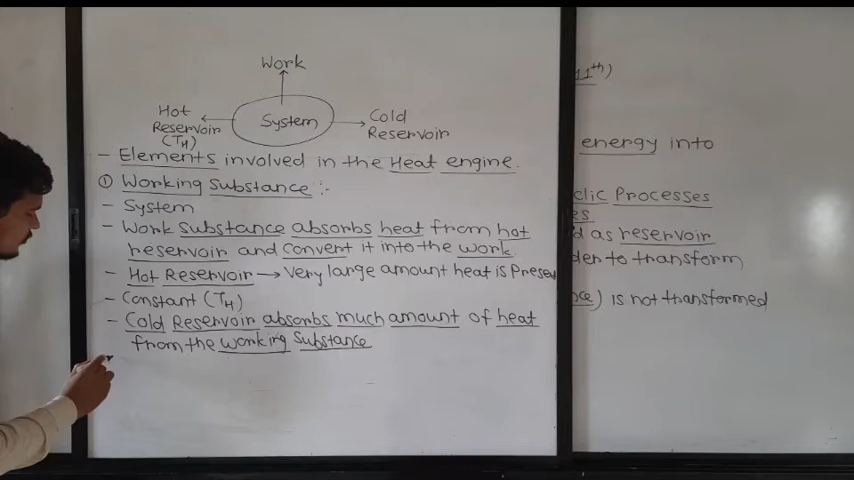 Work
Hot
Reservoir
(TH)
System
Cold
Reservoir
- Elements involved in the Heat engine.
① Working Substance :-
- System
- Work substance absorbs heat from hot
reservoir and convert it into the work
- Hot Reservoir → Very large amount heat is Present
- Constant (TH)
- Cold Reservoir absorbs much amount of heat
from the working Substance
-
11th)
energy into
clic Processes
es
d as reservoir
der to transform
nce) is not transformed